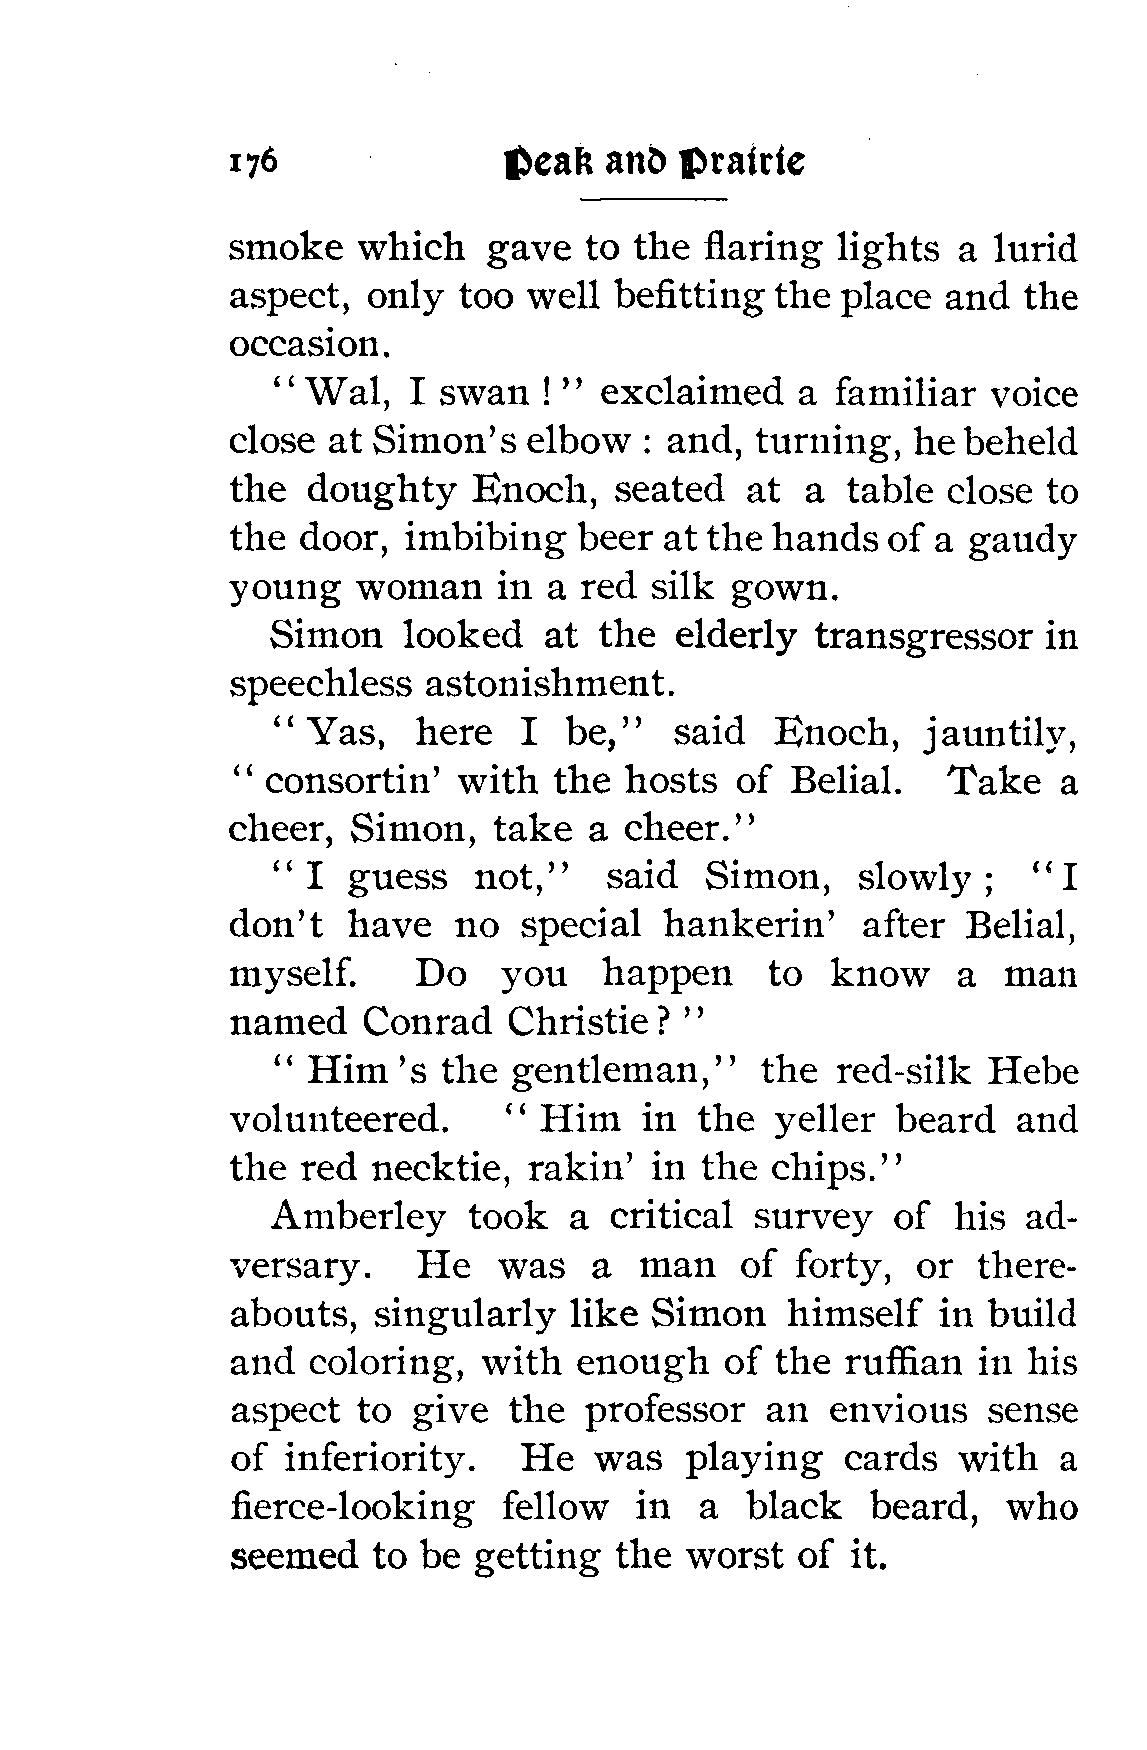 176 Peak and Prairie
smoke which gave to the flaring lights a lurid
aspect, only too well befitting the place and the
occasion.
"Wal, I swan!" exclaimed a familiar voice
close at Simon's elbow: and, turning, he beheld
the doughty Enoch, seated at a table close to
the door, imbibing beer at the hands of a gaudy
young woman in a red silk gown.
Simon looked at the elderly transgressor in
speechless astonishment.
"Yas, here I be," said Enoch, jauntily,
"consortin' with the hosts of Belial. Take a
cheer, Simon, take a cheer."
"I guess not," said Simon, slowly; "I
don't have no special hankerin' after Belial,
myself. Do you happen to know a man
named Conrad Christie?"
"Him's the gentleman," the red-silk Hebe
volunteered. "Him in the yeller beard and
the red necktie, rakin' in the chips."
Amberley took a critical survey of his ad-
versary. He was a man of forty, or there-
abouts, singularly like Simon himself in build
and coloring, with enough of the ruffian in his
aspect to give the professor an envious sense
of inferiority. He was playing cards with a
fierce-looking fellow in a black beard, who
seemed to be getting the worst of it.